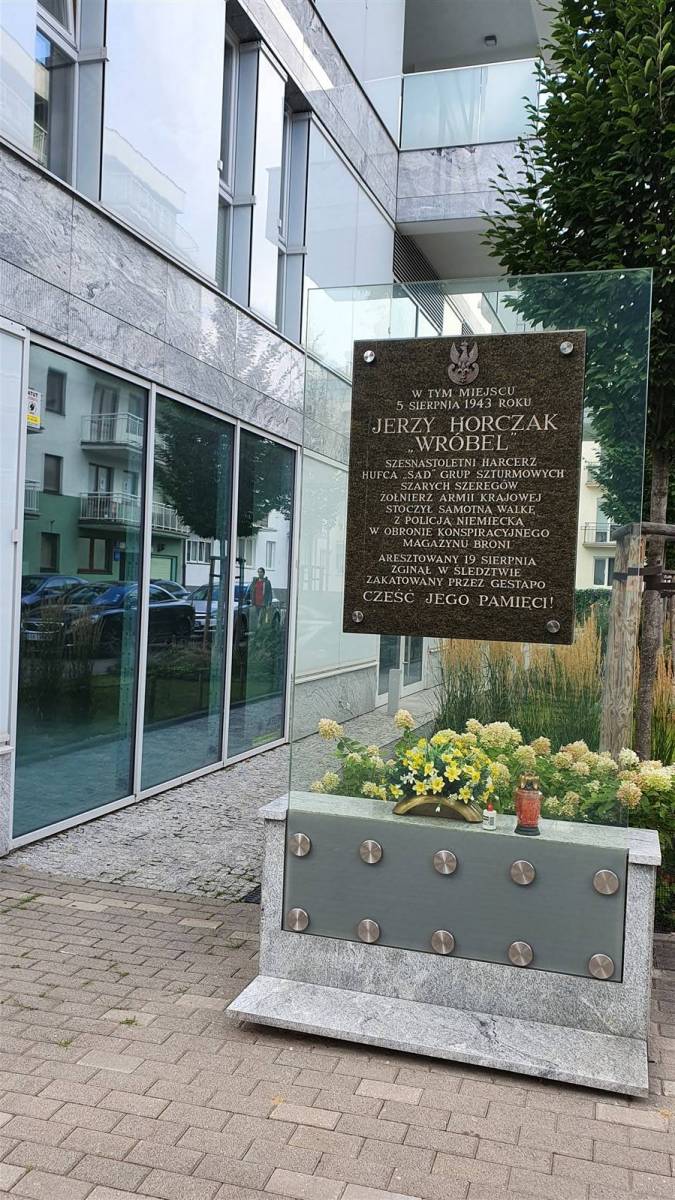 W TYM MIEJSCU
5 SIERPNIA 1943 ROKU
JERZY HORCZAK
„WRÓBEL"
SZESNASTOLETNI HARCERZ
HUFCA „SAD" GRUP SZTURMOWYCH
SZARYCH SZEREGÓW
ŻOŁNIERZ ARMII KRAJOWEJ
STOCZYŁ SAMOTNĄ WALKĘ
Z POLICJĄ NIEMIECKĄ
W OBRONIE KONSPIRACYJNEGO
MAGAZYNU BRONI
ARESZTOWANY 19 SIERPNIA
ZGINĄŁ W ŚLEDZTWIE
ZAKATOWANY PRZEZ GESTAPO
CZEŚĆ JEGO PAMIĘCI!